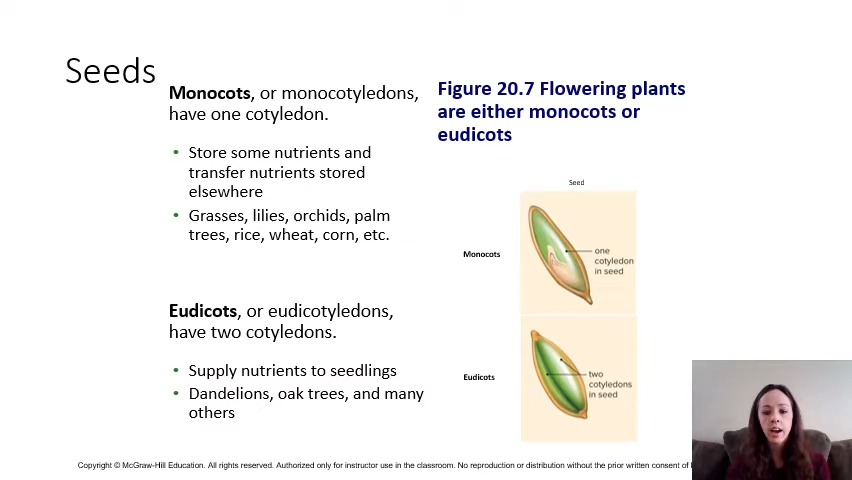 Seeds
Monocots, or monocotyledons,
have one cotyledon.
• Store some nutrients and
transfer nutrients stored
elsewhere
• Grasses, lilies, orchids, palm
trees, rice, wheat, corn, etc.
Eudicots, or eudicotyledons,
have two cotyledons.
• Supply nutrients to seedlings
• Dandelions, oak trees, and many
others
Figure 20.7 Flowering plants
are either monocots or
eudicots
Seed
Monocots
one
cotyledon
in seed
Eudicots
two
cotyledons
in seed
Copyright © McGraw-Hill Education. All rights reserved. Authorized only for instructor use in the classroom. No reproduction or distribution without the prior written consent of